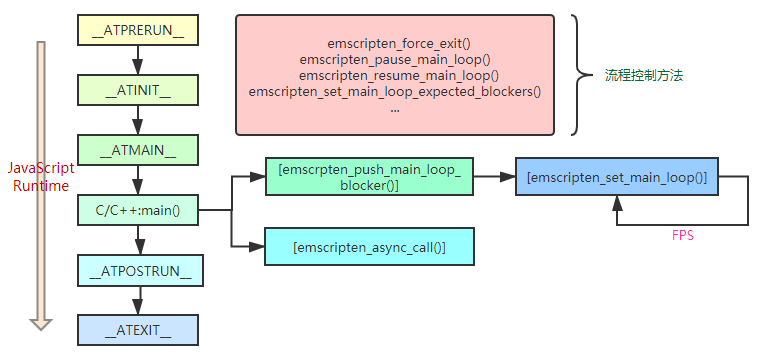 __ATPRERUN__
__ATINIT__
__ATMAIN__
C/C++:main()
__ATPOSTRUN__
__ATEXIT__
JavaScript
Runtime
emscripten_force_exit()
emscripten_pause_main_loop()
emscripten_resume_main_loop()
emscripten_set_main_loop_expected_blockers()
...
流程控制方法
[emscrpten_push_main_loop_
blocker()]
[emscripten_set_main_loop()]
FPS
[emscripten_async_call()]